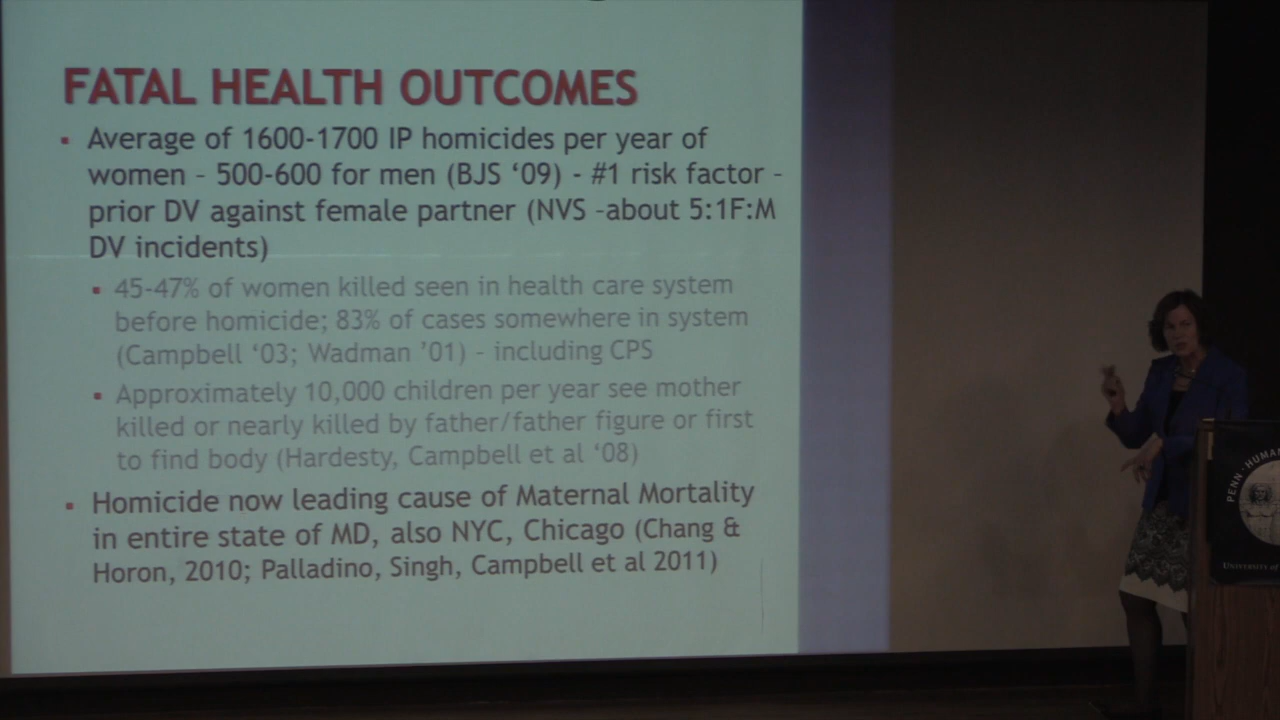 FATAL HEALTH OUTCOMES
Average of 1600-1700 IP homicides per year of
women – 500-600 for men (BJS ‘09) - #1 risk factor –
prior DV against female partner (NVS –about 5:1F:M
DV incidents)
45-47% of women killed seen in health care system
before homicide; 83% of cases somewhere in system
(Campbell ‘03; Wadman ’01) - including CPS
Approximately 10,000 children per year see mother
killed or nearly killed by father/father figure or first
to find body (Hardesty, Campbell et al ‘08)
Homicide now leading cause of Maternal Mortality
in entire state of MD, also NYC, Chicago (Chang &
Horon, 2010; Palladino, Singh, Campbell et al 2011)
PENN · HUMA
UNIVERSITY of